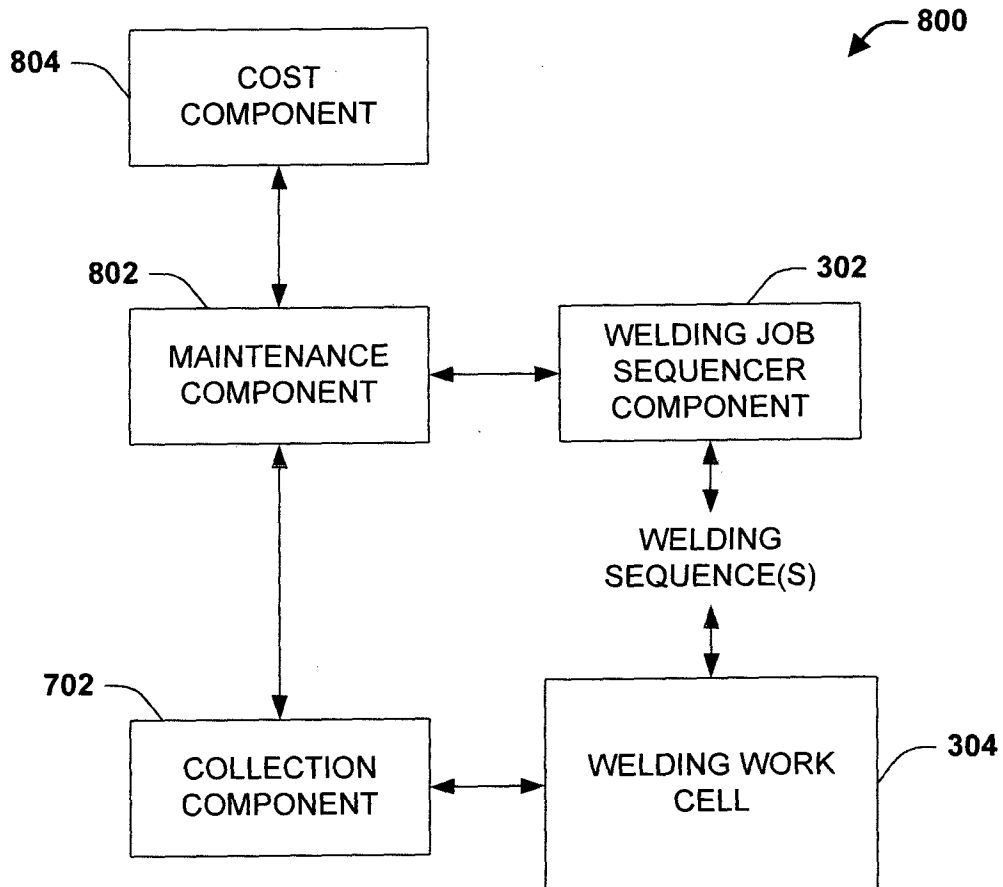 800
804
COST
COMPONENT
802
MAINTENANCE
COMPONENT
302
WELDING JOB
SEQUENCER
COMPONENT
WELDING
SEQUENCE(S)
702
COLLECTION
COMPONENT
304
WELDING WORK
CELL